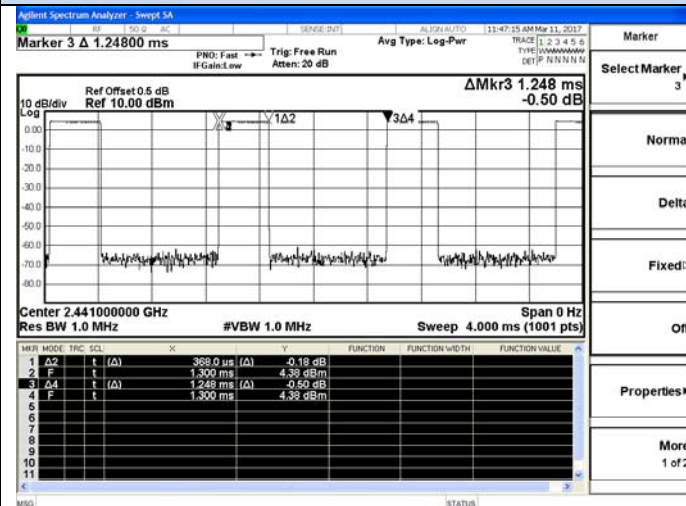 Agilent Spectrum Analyzer - Swept SA
RF 50 Ω AC SENSE:INT ALIGN AUTO 11:47:15 AM Mar 11, 2017
Marker 3 Δ 1.24800 ms
PNO: Fast Trig: Free Run
IFGain:Low Atten: 20 dB
Avg Type: Log-Pwr
TRACE 1 2 3 4 5 6
TYPE WWWWWW
DET P N N N N N
Ref Offset 0.5 dB
10 dB/div Ref 10.00 dBm
ΔMkr3 1.248 ms
-0.50 dB
Log
1Δ2
3Δ4
0.00
-10.0
-20.0
-30.0
-40.0
-50.0
-60.0
-70.0
-80.0
Center 2.441000000 GHz Span 0 Hz
Res BW 1.0 MHz #VBW 1.0 MHz Sweep 4.000 ms (1001 pts)
MKR MODE TRC SCL X Y FUNCTION FUNCTION WIDTH FUNCTION VALUE
1 Δ2 t (Δ) 368.0 µs (Δ) -0.18 dB
2 F t 1.300 ms 4.38 dBm
3 Δ4 t (Δ) 1.248 ms (Δ) -0.50 dB
4 F t 1.300 ms 4.38 dBm
5
6
7
8
9
10
11
MSG STATUS
Marker
Select Marker
3
Norma
Delta
Fixed
Of
Properties
More
1 of 2